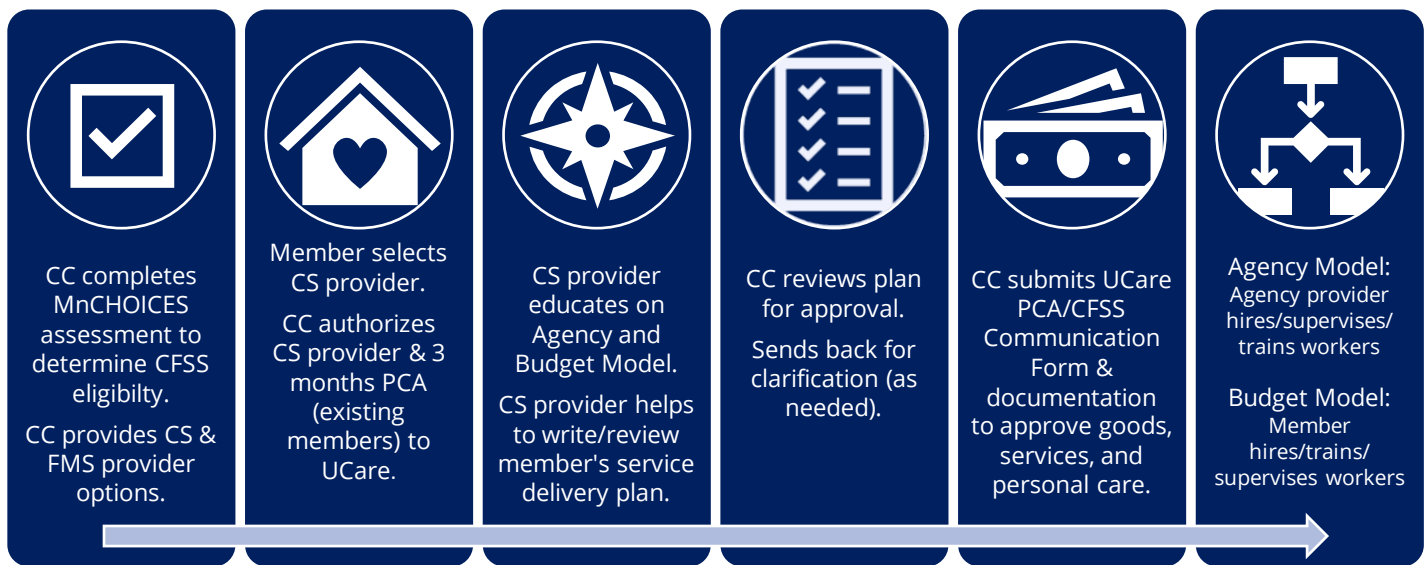 CC completes
MnCHOICES
assessment to
determine CFSS
eligibilty.
CC provides CS &
FMS provider
options.
Member selects
CS provider.
CC authorizes
CS provider & 3
months PCA
(existing
members) to
UCare.
CS provider
educates on
Agency and
Budget Model.
CS provider helps
to write/review
member's service
delivery plan.
CC reviews plan
for approval.
Sends back for
clarification (as
needed).
CC submits UCare
PCA/CFSS
Communication
Form &
documentation
to approve goods,
services, and
personal care.
Agency Model:
Agency provider
hires/supervises/
trains workers
Budget Model:
Member
hires/trains/
supervises workers